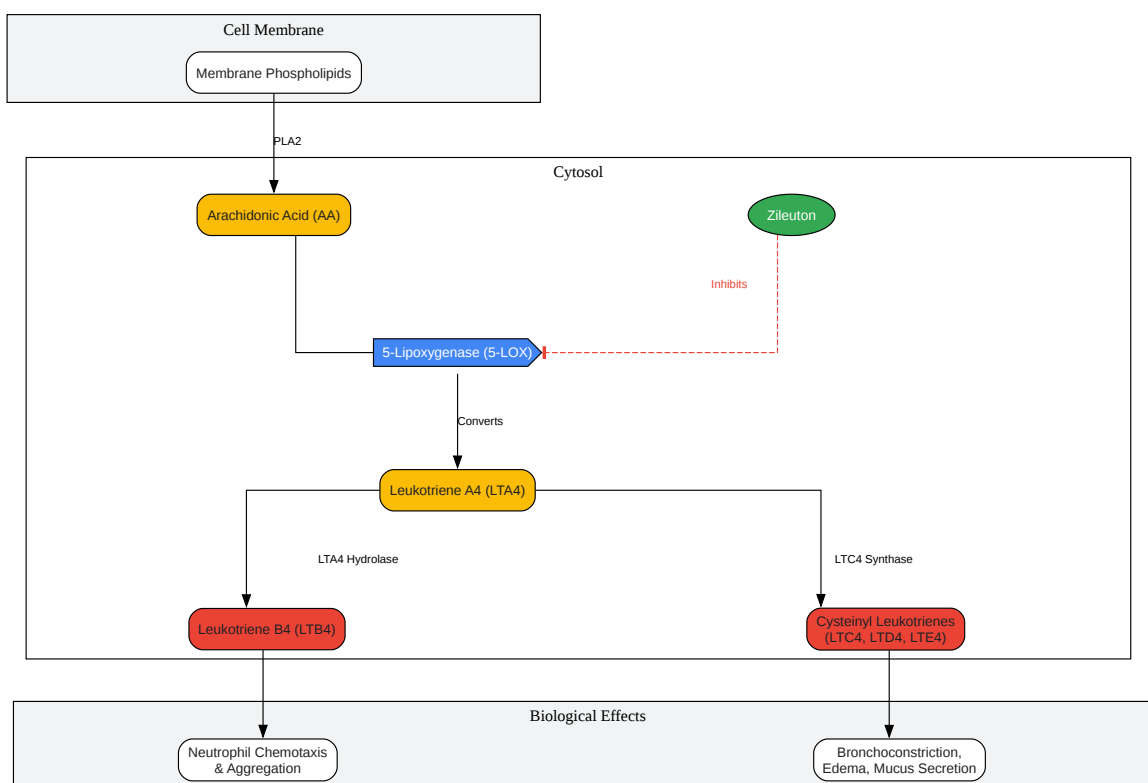 Cell Membrane
Membrane Phospholipids
PLA2
Cytosol
Arachidonic Acid (AA)
Zileuton
Inhibits
5-Lipoxygenase (5-LOX)
Converts
Leukotriene A4 (LTA4)
LTA4 Hydrolase
LTC4 Synthase
Leukotriene B4 (LTB4)
Cysteinyl Leukotrienes
(LTC4, LTD4, LTE4)
Biological Effects
Neutrophil Chemotaxis
& Aggregation
Bronchoconstriction,
Edema, Mucus Secretion